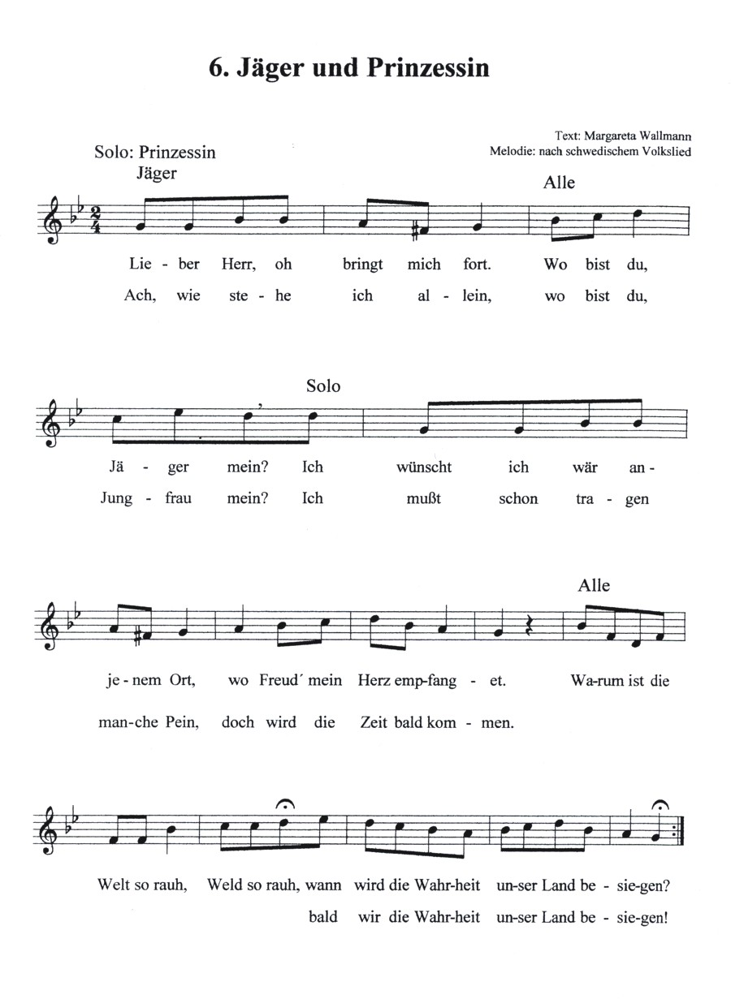 6. Jäger und Prinzessin
Text: Margareta Wallmann
Melodie: nach schwedischem Volkslied
Solo: Prinzessin
Jäger
Alle
2
4
Lie - ber Herr, oh bringt mich fort. Wo bist du,
Ach, wie ste - he ich al - lein, wo bist du,
Solo
Jä - ger mein? Ich wünscht ich wär an -
Jung - frau mein? Ich mußt schon tra - gen
Alle
je - nem Ort, wo Freud´ mein Herz emp-fang - et. Wa-rum ist die
man-che Pein, doch wird die Zeit bald kom - men.
Welt so rauh, Weld so rauh, wann wird die Wahr-heit un-ser Land be - sie-gen?
bald wir die Wahr-heit un-ser Land be - sie-gen!